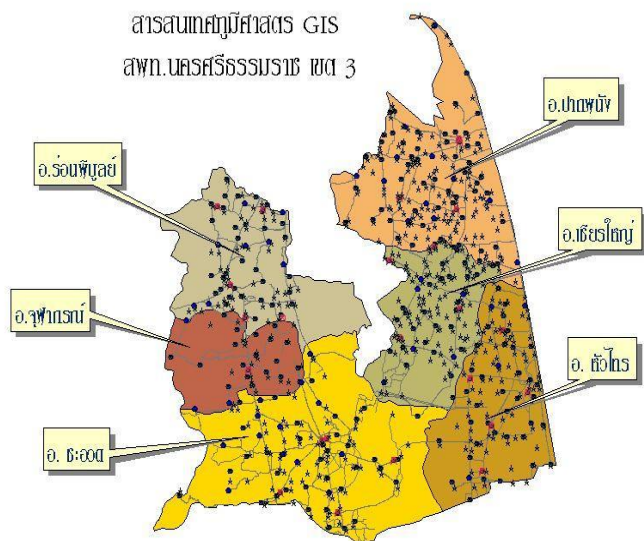 สารสนเทศภูมิศาสตร์ GIS
สพท.นครศรีธรรมราช เขต 3
อ.ปากพนัง
อ.ร่อนพิบูลย์
อ.เชียรใหญ่
อ.จุฬาภรณ์
อ. หัวไทร
อ. ชะอวด